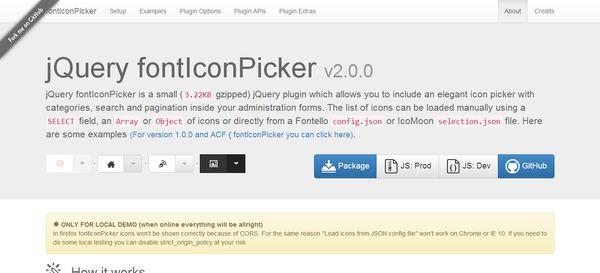 Fork me on GitHub
fontIconPicker Setup Examples Plugin Options Plugin APIs Plugin Extras About Credits
jQuery fontIconPicker v2.0.0
jQuery fontIconPicker is a small ( 3.22KB gzipped) jQuery plugin which allows you to include an elegant icon picker with
categories, search and pagination inside your administration forms. The list of icons can be loaded manually using a
SELECT field, an Array or Object of icons or directly from a Fontello config.json or IcoMoon selection.json file. Here
are some examples (For version 1.0.0 and ACF { fontIconPicker you can click here).
Package JS: Prod JS: Dev GitHub
ONLY FOR LOCAL DEMO (when online everything will be allright)
In firefox fontIconPicker icons won't be shown correctly because of CORS. For the same reason "Load icons from JSON config file" won't work on Chrome or IE 10. If you need to
do some local testing you can disable strict_origin_policy at your risk.
How it works